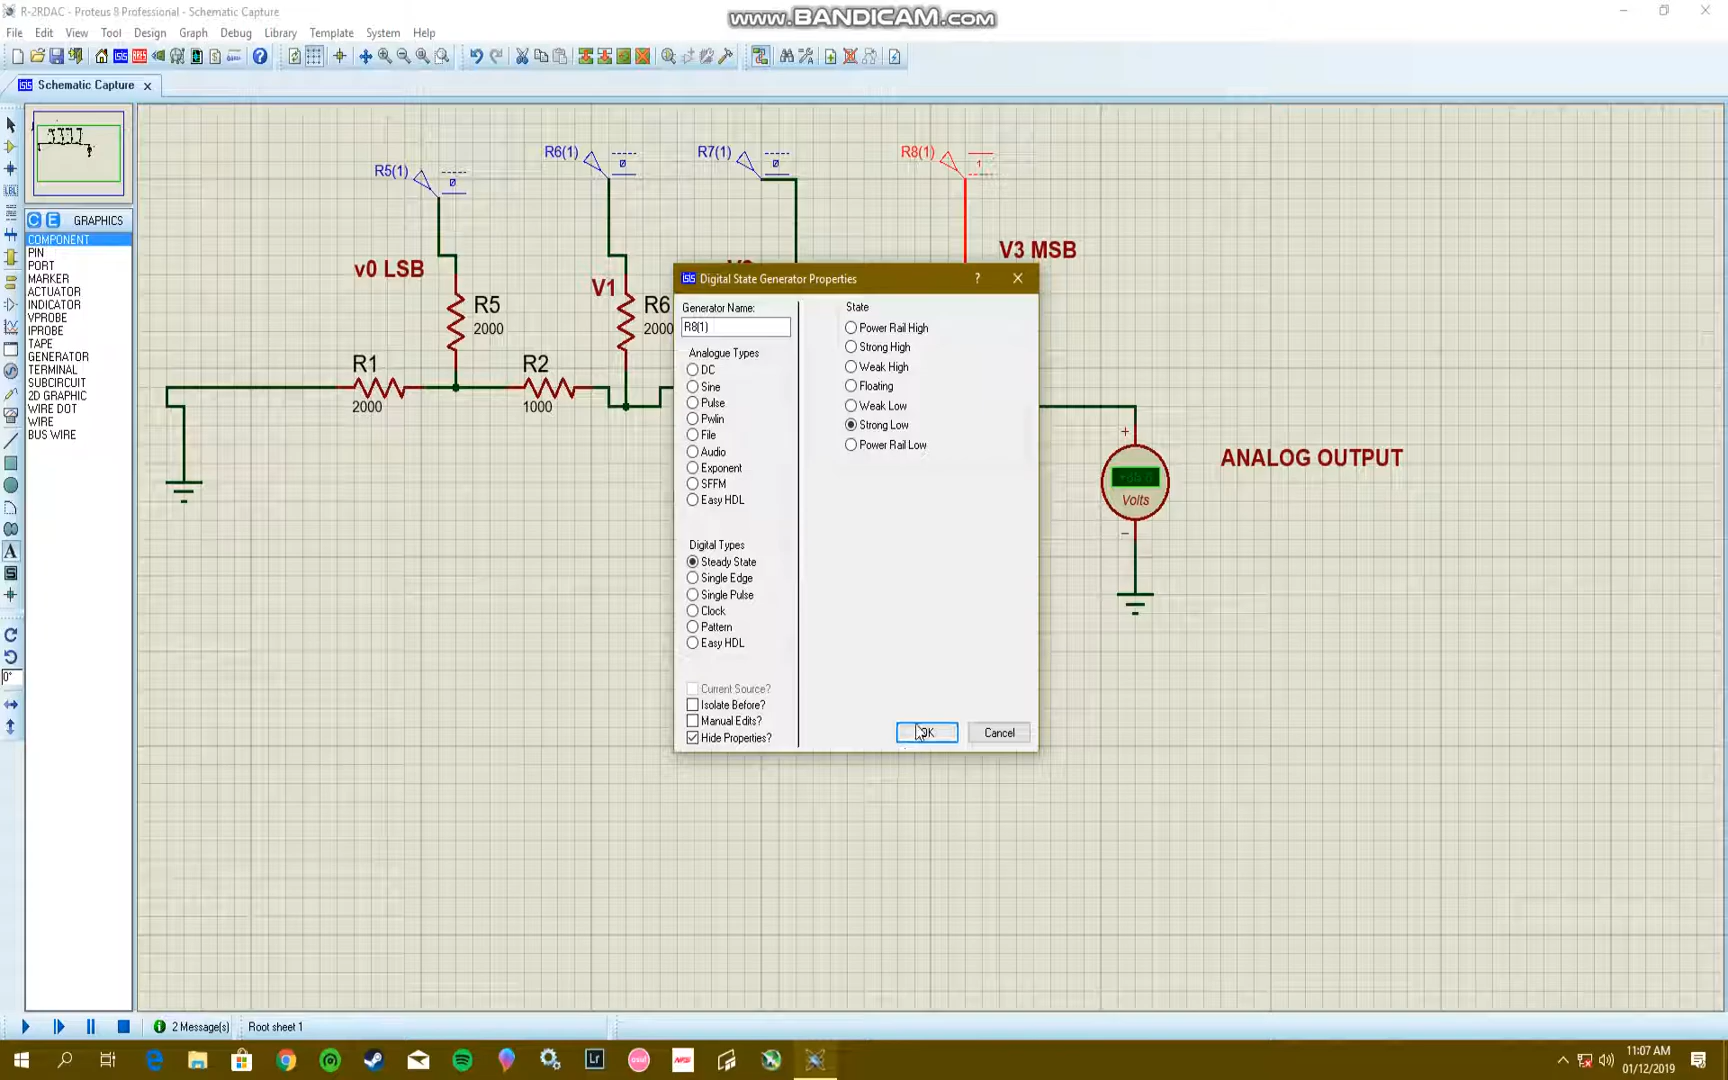 R-2RDAC - Proteus 8 Professional - Schematic Capture
www.BANDICAM.com
File Edit View Tool Design Graph Debug Library Template System Help
Schematic Capture
GRAPHICS
COMPONENT
PIN
PORT
MARKER
ACTUATOR
INDICATOR
VPROBE
IPROBE
TAPE
GENERATOR
TERMINAL
SUBCIRCUIT
2D GRAPHIC
WIRE DOT
WIRE
BUS WIRE
R5(1) 0
R6(1) 0
R7(1) 0
R8(1) 1
v0 LSB
V1
V3 MSB
R5
2000
R6
2000
R1
2000
R2
1000
Volts
ANALOG OUTPUT
Digital State Generator Properties
Generator Name:
R8(1)
Analogue Types
DC
Sine
Pulse
Pwlin
File
Audio
Exponent
SFFM
Easy HDL
Digital Types
Steady State
Single Edge
Single Pulse
Clock
Pattern
Easy HDL
Current Source?
Isolate Before?
Manual Edits?
Hide Properties?
State
Power Rail High
Strong High
Weak High
Floating
Weak Low
Strong Low
Power Rail Low
OK Cancel
0°
2 Message(s) Root sheet 1
11:07 AM
01/12/2019